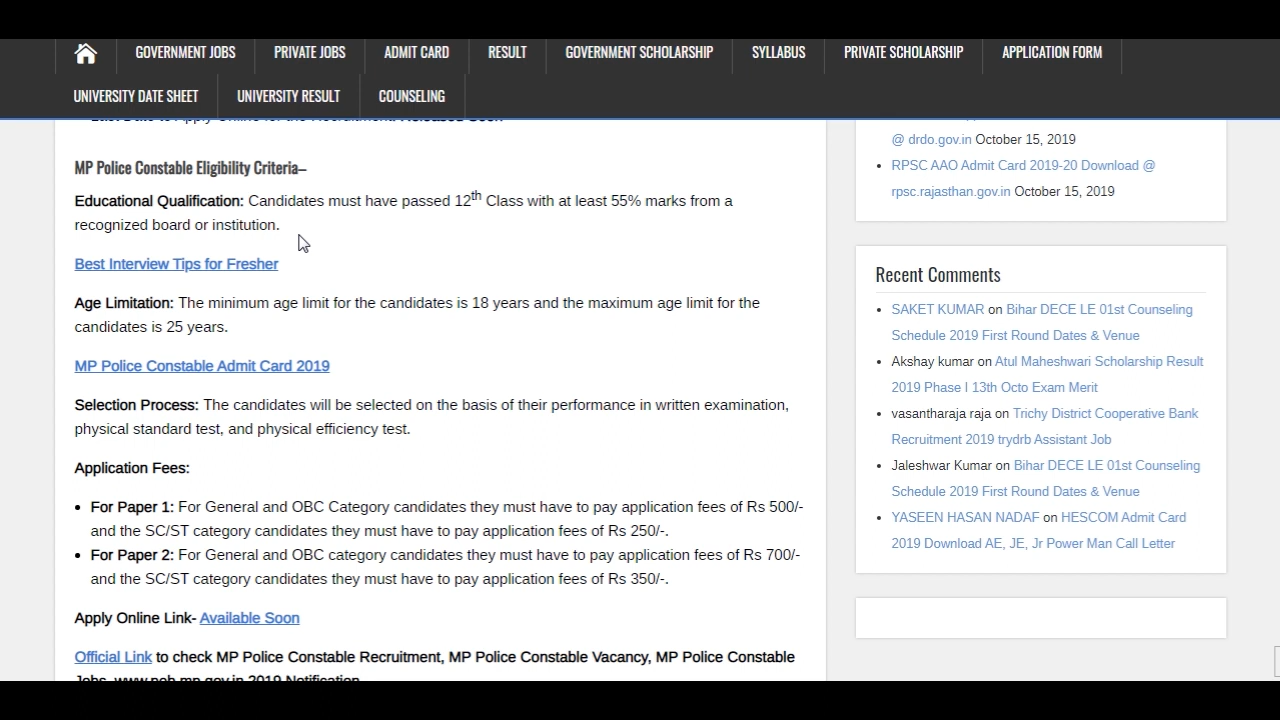 GOVERNMENT JOBS PRIVATE JOBS ADMIT CARD RESULT GOVERNMENT SCHOLARSHIP SYLLABUS PRIVATE SCHOLARSHIP APPLICATION FORM
UNIVERSITY DATE SHEET UNIVERSITY RESULT COUNSELING
MP Police Constable Eligibility Criteria–
Educational Qualification: Candidates must have passed 12th Class with at least 55% marks from a
recognized board or institution.
Best Interview Tips for Fresher
Age Limitation: The minimum age limit for the candidates is 18 years and the maximum age limit for the
candidates is 25 years.
MP Police Constable Admit Card 2019
Selection Process: The candidates will be selected on the basis of their performance in written examination,
physical standard test, and physical efficiency test.
Application Fees:
• For Paper 1: For General and OBC Category candidates they must have to pay application fees of Rs 500/-
and the SC/ST category candidates they must have to pay application fees of Rs 250/-.
• For Paper 2: For General and OBC category candidates they must have to pay application fees of Rs 700/-
and the SC/ST category candidates they must have to pay application fees of Rs 350/-.
Apply Online Link- Available Soon
Official Link to check MP Police Constable Recruitment, MP Police Constable Vacancy, MP Police Constable
@ drdo.gov.in October 15, 2019
• RPSC AAO Admit Card 2019-20 Download @
rpsc.rajasthan.gov.in October 15, 2019
Recent Comments
• SAKET KUMAR on Bihar DECE LE 01st Counseling
Schedule 2019 First Round Dates & Venue
• Akshay kumar on Atul Maheshwari Scholarship Result
2019 Phase I 13th Octo Exam Merit
• vasantharaja raja on Trichy District Cooperative Bank
Recruitment 2019 trydrb Assistant Job
• Jaleshwar Kumar on Bihar DECE LE 01st Counseling
Schedule 2019 First Round Dates & Venue
• YASEEN HASAN NADAF on HESCOM Admit Card
2019 Download AE, JE, Jr Power Man Call Letter